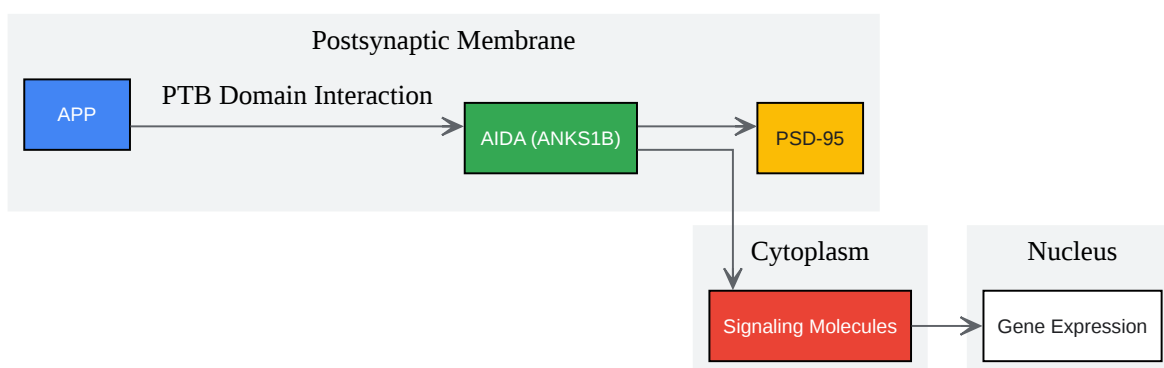 Postsynaptic Membrane
APP
PTB Domain Interaction
AIDA (ANKS1B)
PSD-95
Cytoplasm
Nucleus
Signaling Molecules
Gene Expression